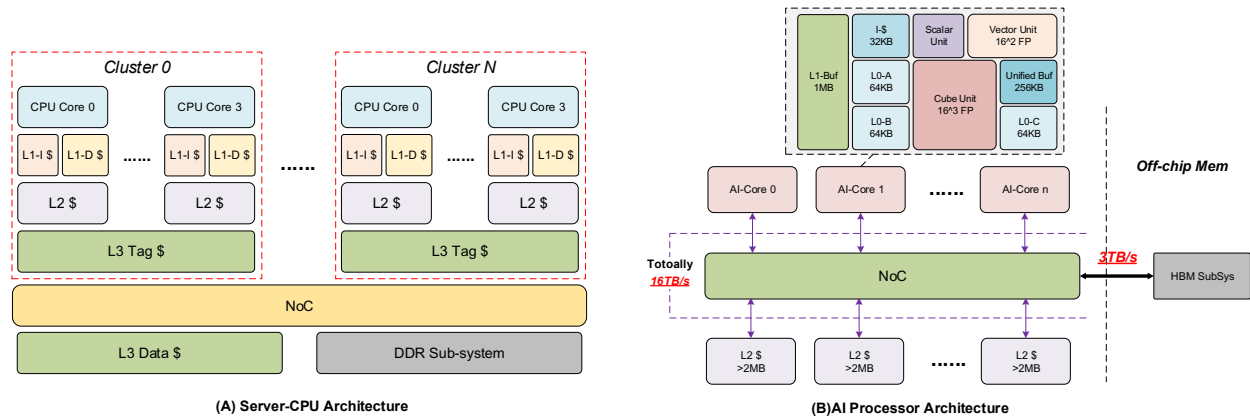 Cluster 0
CPU Core 0
CPU Core 3
L1-I $
L1-D $
......
L1-I $
L1-D $
L2 $
L2 $
L3 Tag $
......
Cluster N
CPU Core 0
CPU Core 3
L1-I $
L1-D $
......
L1-I $
L1-D $
L2 $
L2 $
L3 Tag $
NoC
L3 Data $
DDR Sub-system
(A) Server-CPU Architecture
L1-Buf
1MB
I-$
32KB
Scalar
Unit
Vector Unit
16^2 FP
L0-A
64KB
Cube Unit
16^3 FP
Unified Buf
256KB
L0-B
64KB
L0-C
64KB
Off-chip Mem
AI-Core 0
AI-Core 1
......
AI-Core n
Totoally
16TB/s
NoC
3TB/s
HBM SubSys
L2 $
>2MB
L2 $
>2MB
......
L2 $
>2MB
(B)AI Processor Architecture